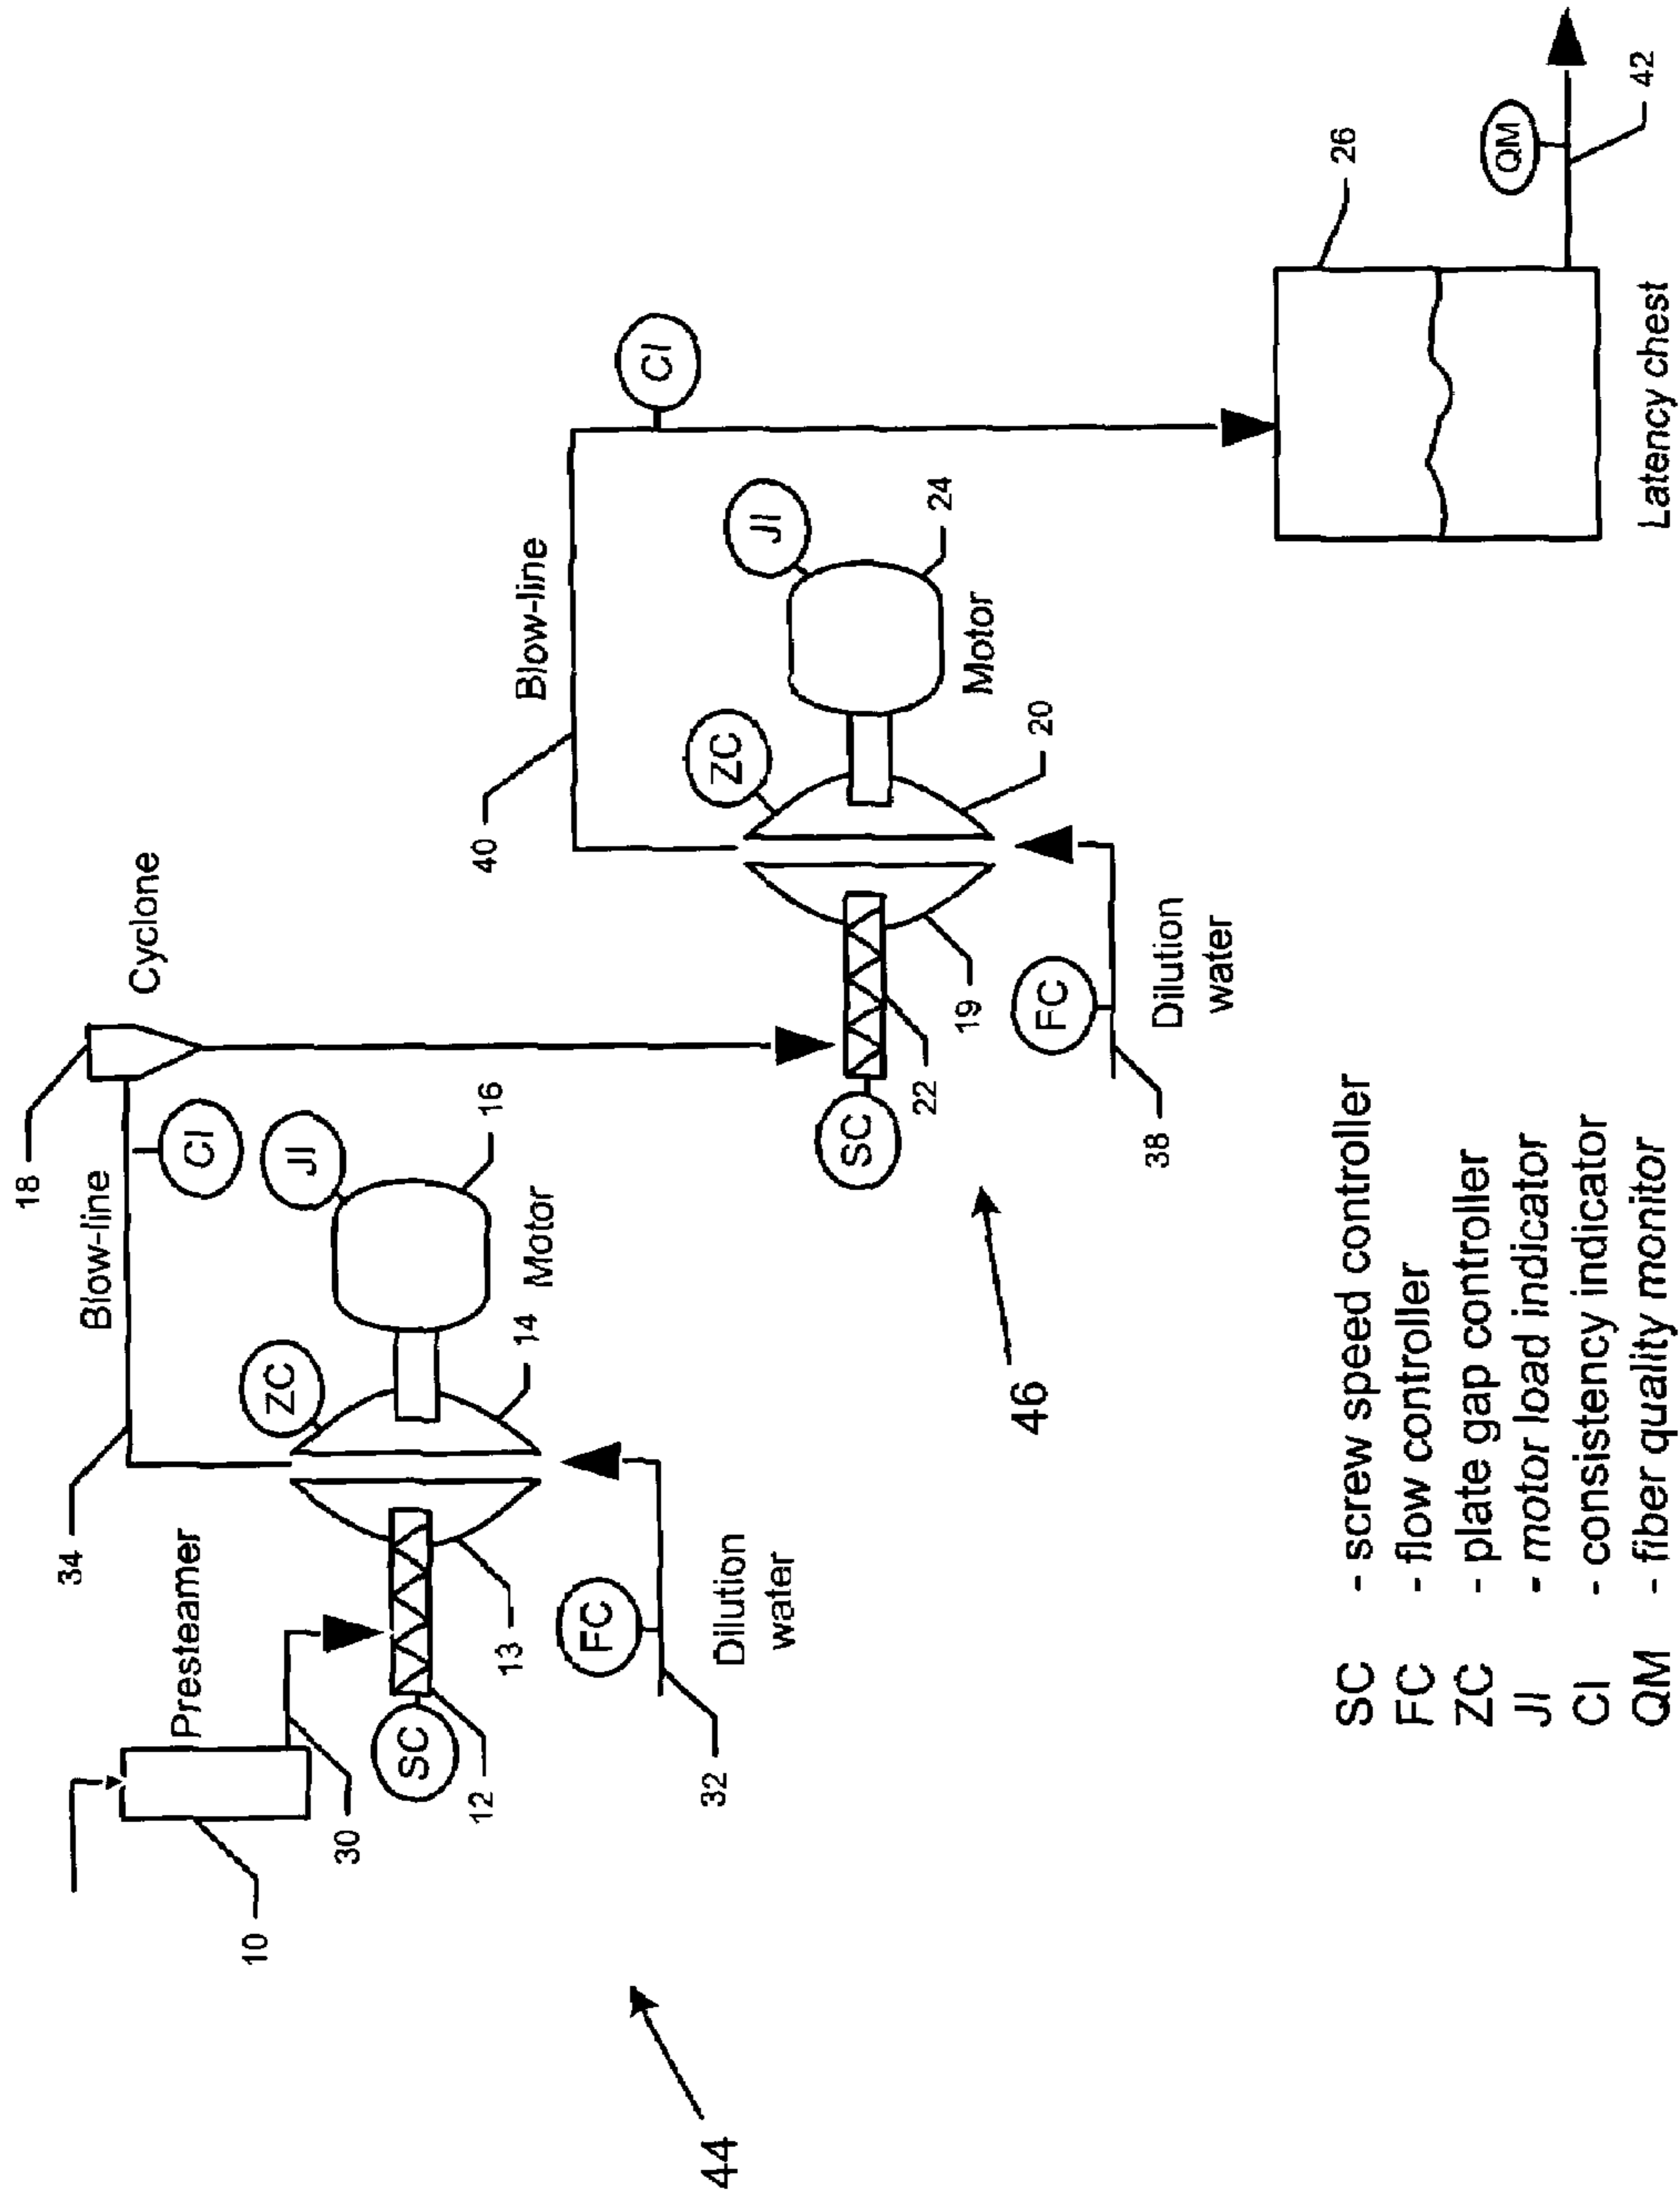 18
Cyclone
Blow-line
CI
34
Presteamer
JI
16
ZC
14
Motor
10
30
SC
12
13
FC
32
Dilution
water
44
40
Blow-line
CI
ZC
JI
24
Motor
20
SC
22
19
FC
38
Dilution
water
46
26
QM
42
Latency chest
SC - screw speed controller
FC - flow controller
ZC - plate gap controller
JI - motor load indicator
CI - consistency indicator
QM - fiber quality monitor